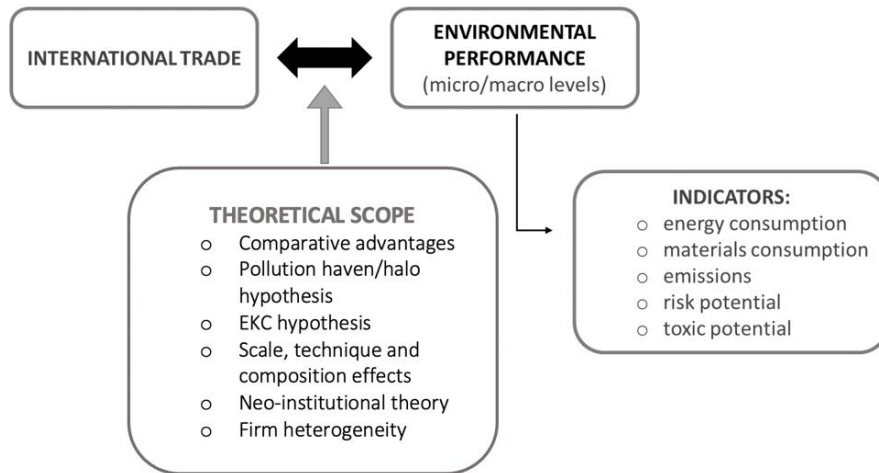 INTERNATIONAL TRADE
ENVIRONMENTAL
PERFORMANCE
(micro/macro levels)
THEORETICAL SCOPE
o Comparative advantages
o Pollution haven/halo
hypothesis
o EKC hypothesis
o Scale, technique and
composition effects
o Neo-institutional theory
o Firm heterogeneity
INDICATORS:
o energy consumption
o materials consumption
o emissions
o risk potential
o toxic potential